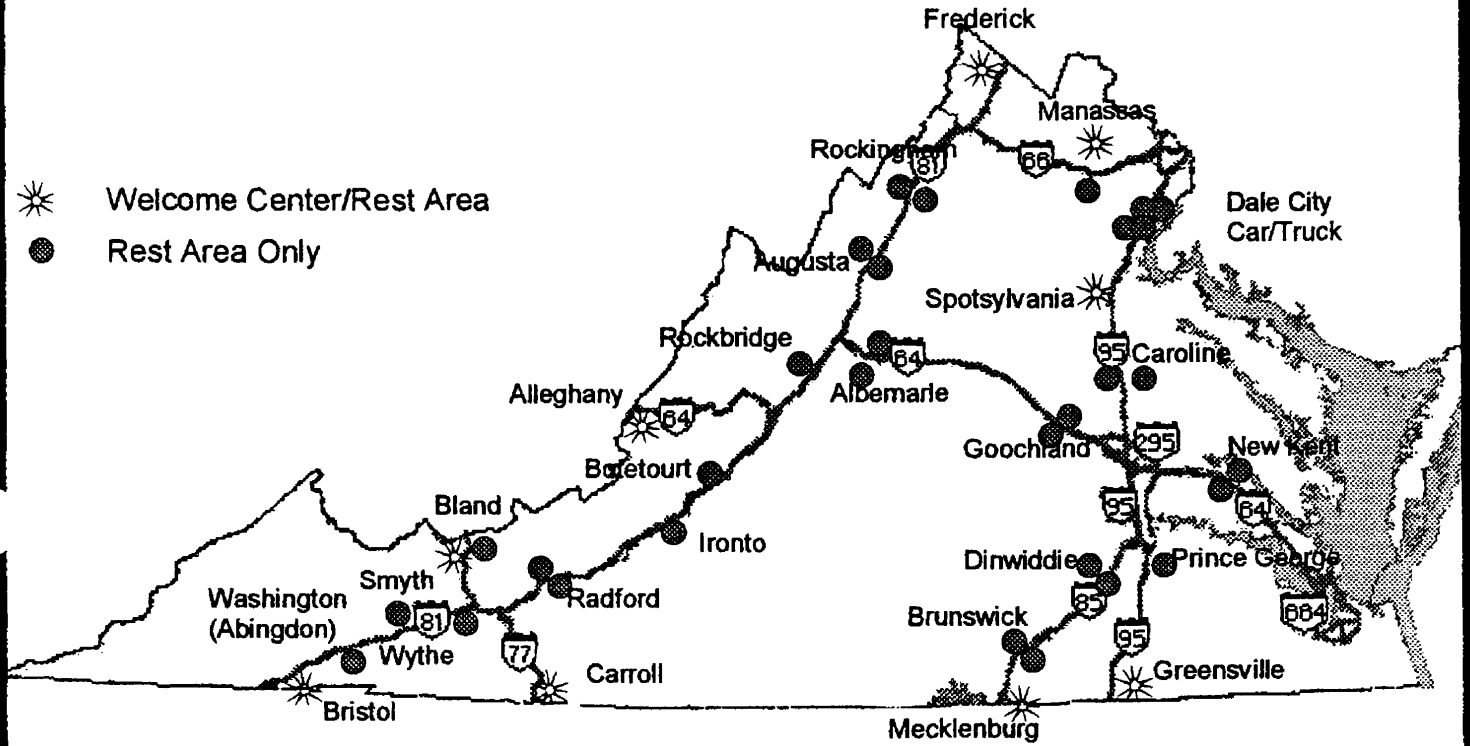 Frederick
Manassas
Rockingham
81
66
Welcome Center/Rest Area
Rest Area Only
Dale City
Car/Truck
Augusta
Spotsylvania
Rockbridge
64
95
Caroline
Albemarle
Alleghany
64
Goochland
295
New Kent
Botetourt
Bland
95
64
Ironto
Dinwiddie
Prince George
Smyth
Washington
(Abingdon)
81
Radford
85
664
Brunswick
Wythe
77
95
Carroll
Greensville
Bristol
Mecklenburg